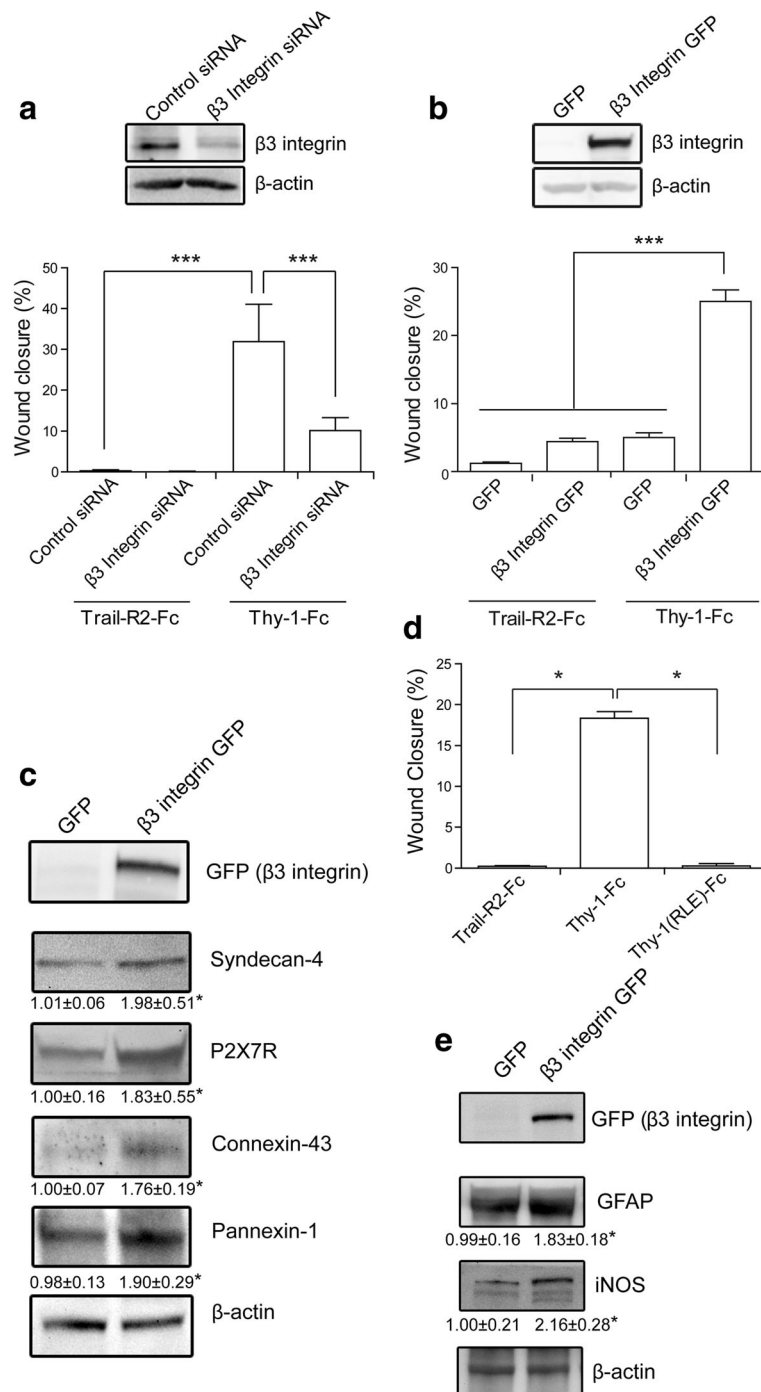 a
Control siRNA
β3 Integrin siRNA
β3 integrin
β-actin
Wound closure (%)
50
40
30
20
10
0
***
***
Control siRNA
β3 Integrin siRNA
Control siRNA
β3 Integrin siRNA
Trail-R2-Fc
Thy-1-Fc
b
GFP
β3 Integrin GFP
β3 integrin
β-actin
Wound closure (%)
30
20
10
0
***
GFP
β3 Integrin GFP
GFP
β3 Integrin GFP
Trail-R2-Fc
Thy-1-Fc
c
GFP
β3 integrin GFP
GFP (β3 integrin)
Syndecan-4
1.01±0.06 1.98±0.51*
P2X7R
1.00±0.16 1.83±0.55*
Connexin-43
1.00±0.07 1.76±0.19*
Pannexin-1
0.98±0.13 1.90±0.29*
β-actin
d
Wound Closure (%)
25
20
15
10
5
0
*
*
Trail-R2-Fc
Thy-1-Fc
Thy-1(RLE)-Fc
e
GFP
β3 integrin GFP
GFP (β3 integrin)
GFAP
0.99±0.16 1.83±0.18*
iNOS
1.00±0.21 2.16±0.28*
β-actin